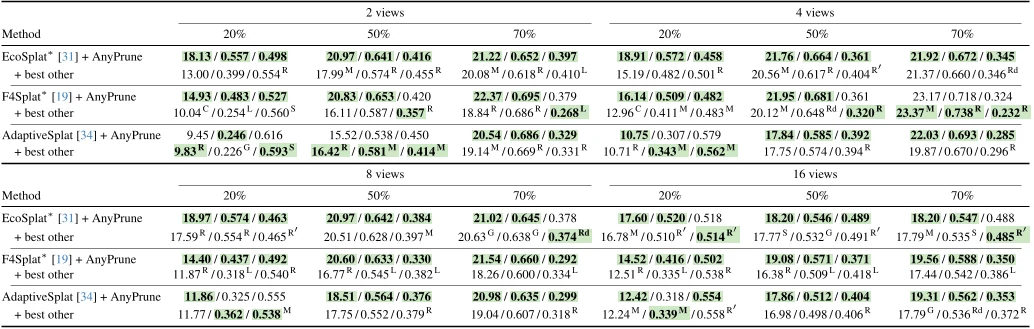 2 views 4 views
Method 20% 50% 70% 20% 50% 70%
EcoSplat* [31] + AnyPrune 18.13 / 0.557 / 0.498 20.97 / 0.641 / 0.416 21.22 / 0.652 / 0.397 18.91 / 0.572 / 0.458 21.76 / 0.664 / 0.361 21.92 / 0.672 / 0.345
+ best other 13.00 / 0.399 / 0.554 R 17.99 M / 0.574 R / 0.455 R 20.08 M / 0.618 R / 0.410 L 15.19 / 0.482 / 0.501 R 20.56 M / 0.617 R / 0.404 R′ 21.37 / 0.660 / 0.346 Rd
F4Splat* [19] + AnyPrune 14.93 / 0.483 / 0.527 20.83 / 0.653 / 0.420 22.37 / 0.695 / 0.379 16.14 / 0.509 / 0.482 21.95 / 0.681 / 0.361 23.17 / 0.718 / 0.324
+ best other 10.04 C / 0.254 L / 0.560 S 16.11 / 0.587 / 0.357 R 18.84 R / 0.686 R / 0.268 L 12.96 C / 0.411 M / 0.483 M 20.12 M / 0.648 Rd / 0.320 R 23.37 M / 0.738 R / 0.232 R
AdaptiveSplat [34] + AnyPrune 9.45 / 0.246 / 0.616 15.52 / 0.538 / 0.450 20.54 / 0.686 / 0.329 10.75 / 0.307 / 0.579 17.84 / 0.585 / 0.392 22.03 / 0.693 / 0.285
+ best other 9.83 R / 0.226 G / 0.593 S 16.42 R / 0.581 M / 0.414 M 19.14 M / 0.669 R / 0.331 R 10.71 R / 0.343 M / 0.562 M 17.75 / 0.574 / 0.394 R 19.87 / 0.670 / 0.296 R
8 views 16 views
Method 20% 50% 70% 20% 50% 70%
EcoSplat* [31] + AnyPrune 18.97 / 0.574 / 0.463 20.97 / 0.642 / 0.384 21.02 / 0.645 / 0.378 17.60 / 0.520 / 0.518 18.20 / 0.546 / 0.489 18.20 / 0.547 / 0.488
+ best other 17.59 R / 0.554 R / 0.465 R′ 20.51 / 0.628 / 0.397 M 20.63 G / 0.638 G / 0.374 Rd 16.78 M / 0.510 R′ / 0.514 R′ 17.77 S / 0.532 G / 0.491 R′ 17.79 M / 0.535 S / 0.485 R′
F4Splat* [19] + AnyPrune 14.40 / 0.437 / 0.492 20.60 / 0.633 / 0.330 21.54 / 0.660 / 0.292 14.52 / 0.416 / 0.502 19.08 / 0.571 / 0.371 19.56 / 0.588 / 0.350
+ best other 11.87 R / 0.318 L / 0.540 R 16.77 R / 0.545 L / 0.382 L 18.26 / 0.600 / 0.334 L 12.51 R / 0.335 L / 0.538 R 16.38 R / 0.509 L / 0.418 L 17.44 / 0.542 / 0.386 L
AdaptiveSplat [34] + AnyPrune 11.86 / 0.325 / 0.555 18.51 / 0.564 / 0.376 20.98 / 0.635 / 0.299 12.42 / 0.318 / 0.554 17.86 / 0.512 / 0.404 19.31 / 0.562 / 0.353
+ best other 11.77 / 0.362 / 0.538 M 17.75 / 0.552 / 0.379 R 19.04 / 0.607 / 0.318 R 12.24 M / 0.339 M / 0.558 R′ 16.98 / 0.498 / 0.406 R 17.79 G / 0.536 Rd / 0.372 R